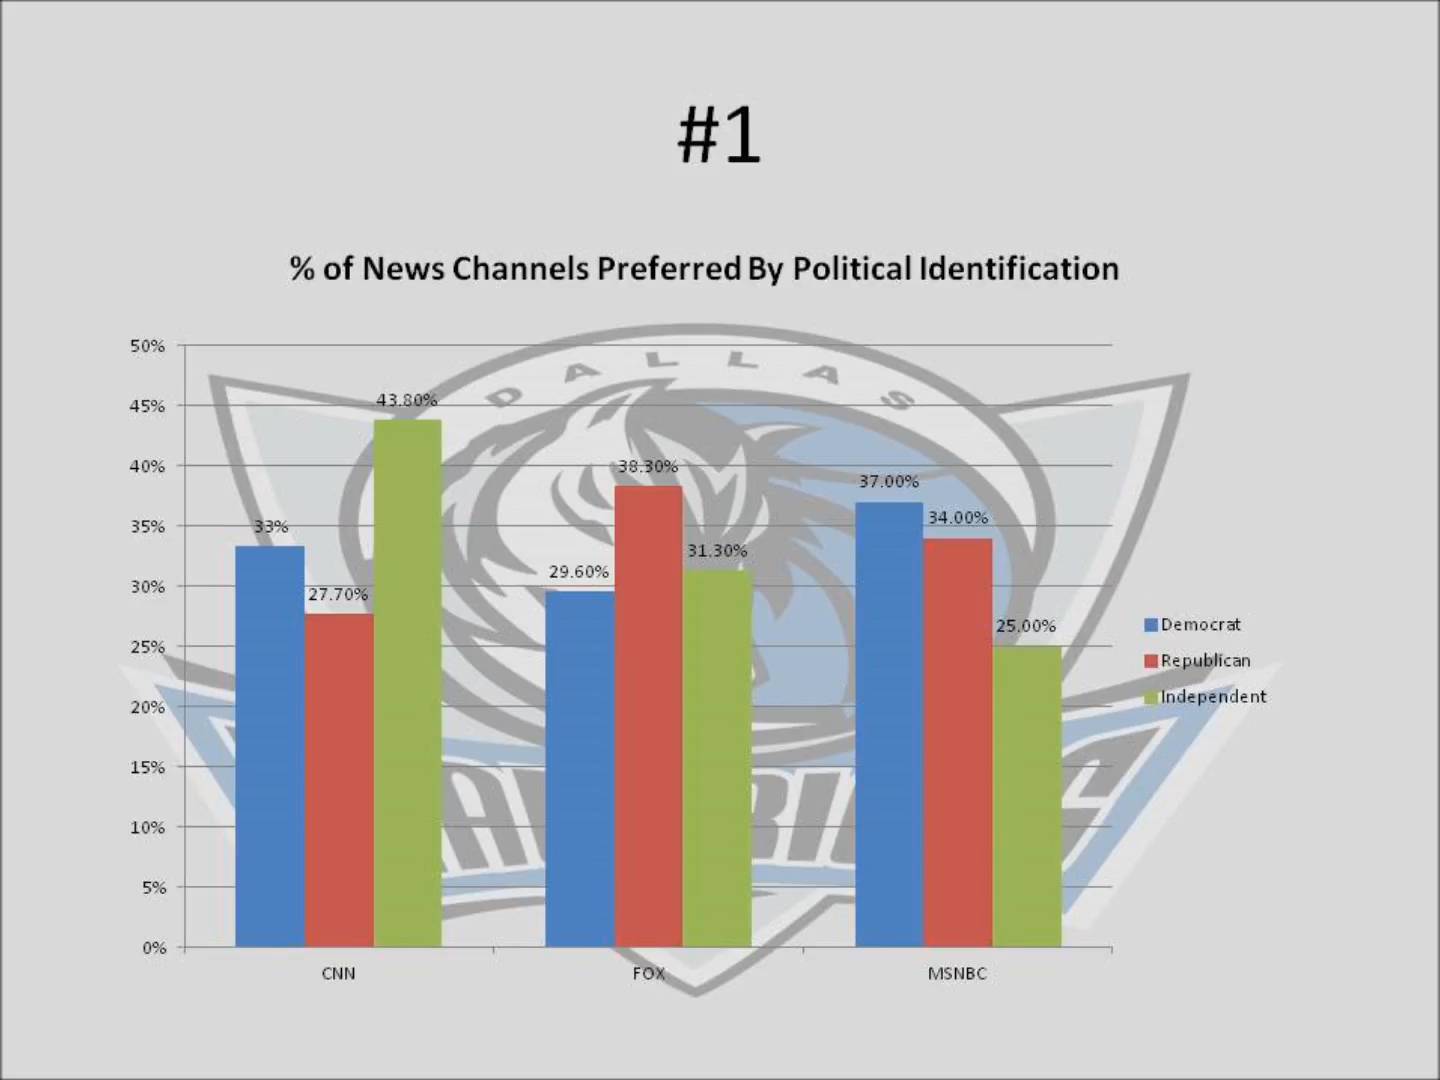 #1
% of News Channels Preferred By Political Identification
DALLAS
50%
45%
40%
35%
30%
25%
20%
15%
10%
5%
0%
33%
27.70%
43.80%
29.60%
38.30%
31.30%
37.00%
34.00%
25.00%
CNN
FOX
MSNBC
Democrat
Republican
Independent